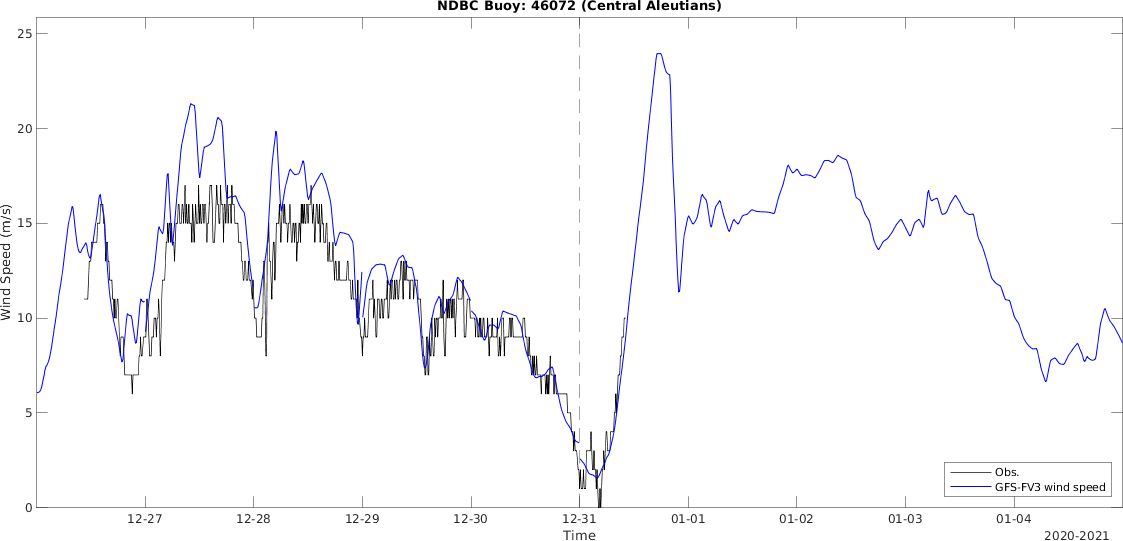 NDBC Buoy: 46072 (Central Aleutians)
25
20
15
10
5
0
Wind Speed (m/s)
Obs.
GFS-FV3 wind speed
12-27 12-28 12-29 12-30 12-31 01-01 01-02 01-03 01-04
Time
2020-2021